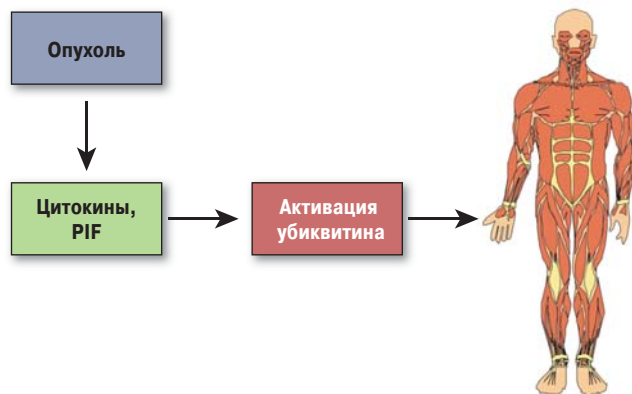 Опухоль
Цитокины,
PIF
Активация
убиквитина